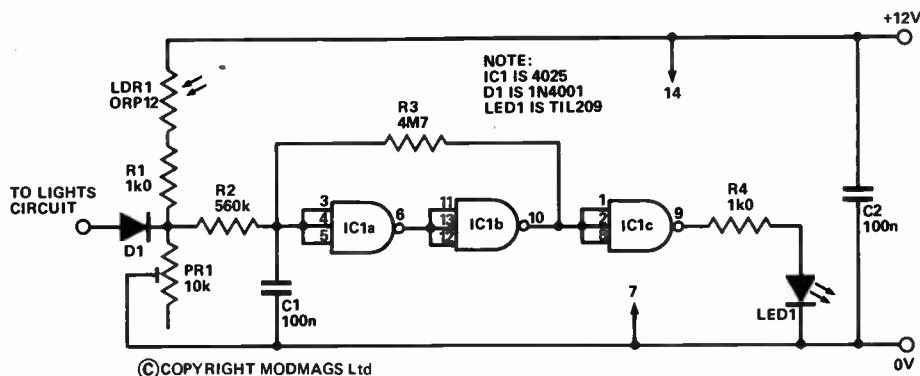 +12V
NOTE:
IC1 IS 4025
D1 IS 1N4001
LED1 IS TIL209
14
LDR1
ORP12
R3
4M7
R1
1k0
TO LIGHTS
CIRCUIT
R2
560k
3
4
5
IC1a
6
11
13
12
IC1b
10
1
2
8
IC1c
9
R4
1k0
C2
100n
D1
PR1
10k
C1
100n
7
LED1
0V
©COPYRIGHT MODMAGS Ltd